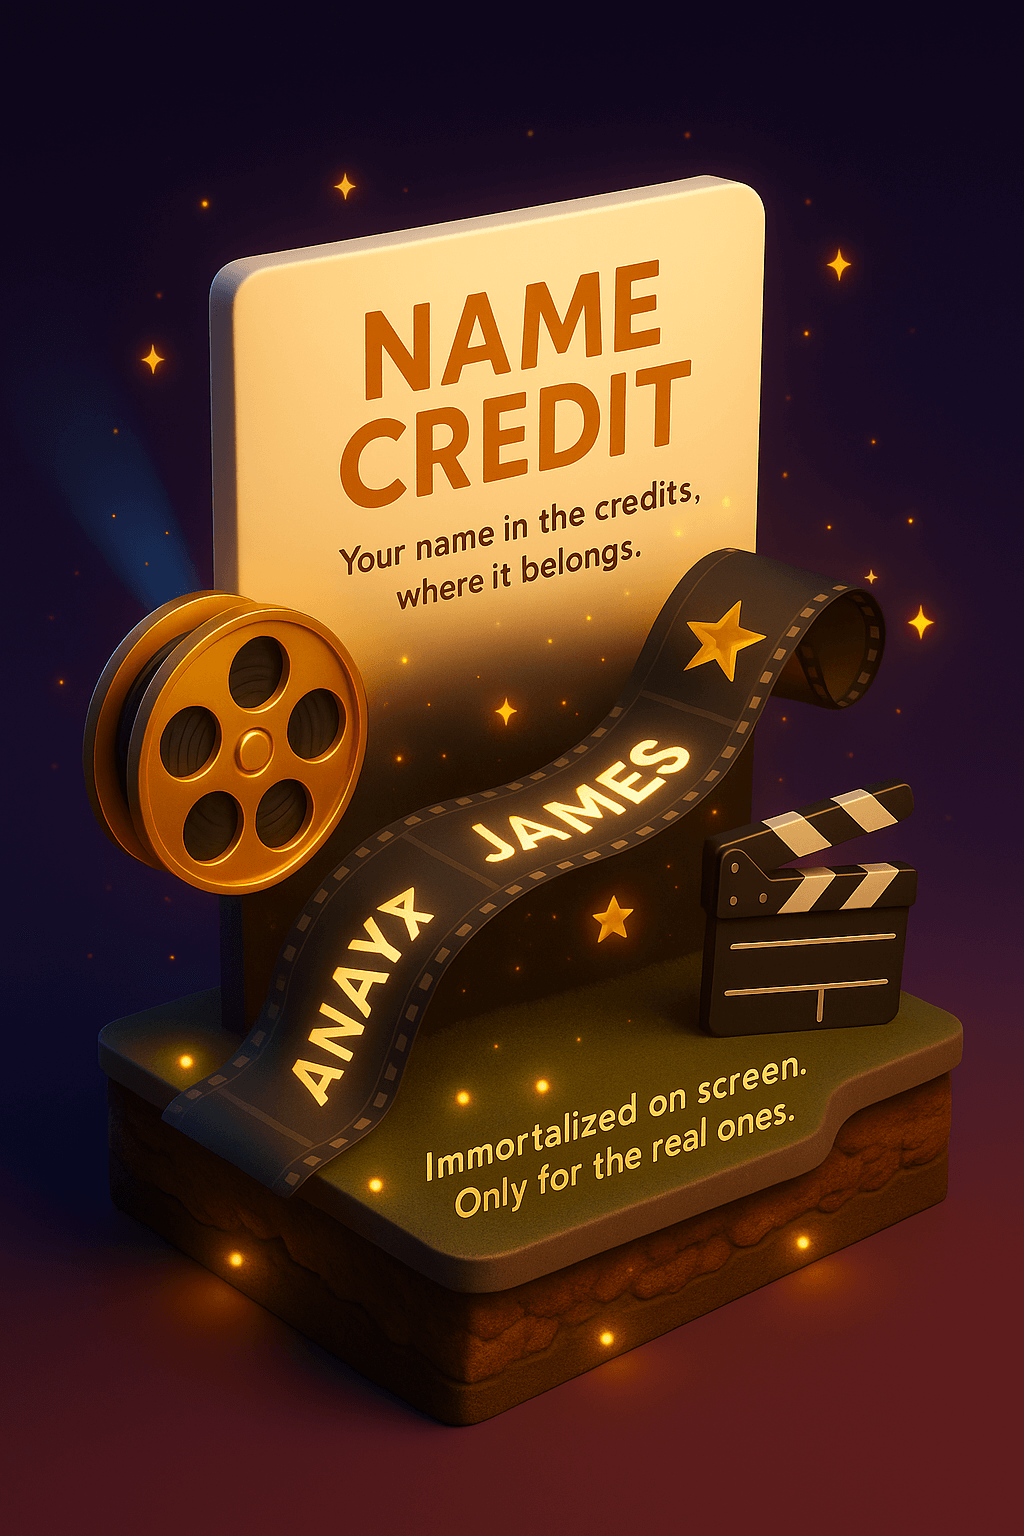 NAME
CREDIT
Your name in the credits,
where it belongs.
JAMES
Immortalized on screen.
Only for the real ones.